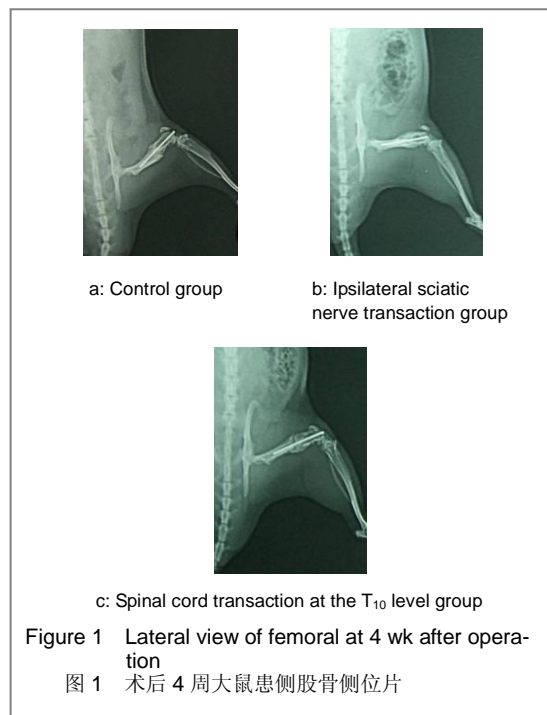 a: Control group
b: Ipsilateral sciatic
nerve transaction group
c: Spinal cord transaction at the T₁₀ level group
Figure 1 Lateral view of femoral at 4 wk after opera-
tion
图 1 术后 4 周大鼠患侧股骨侧位片